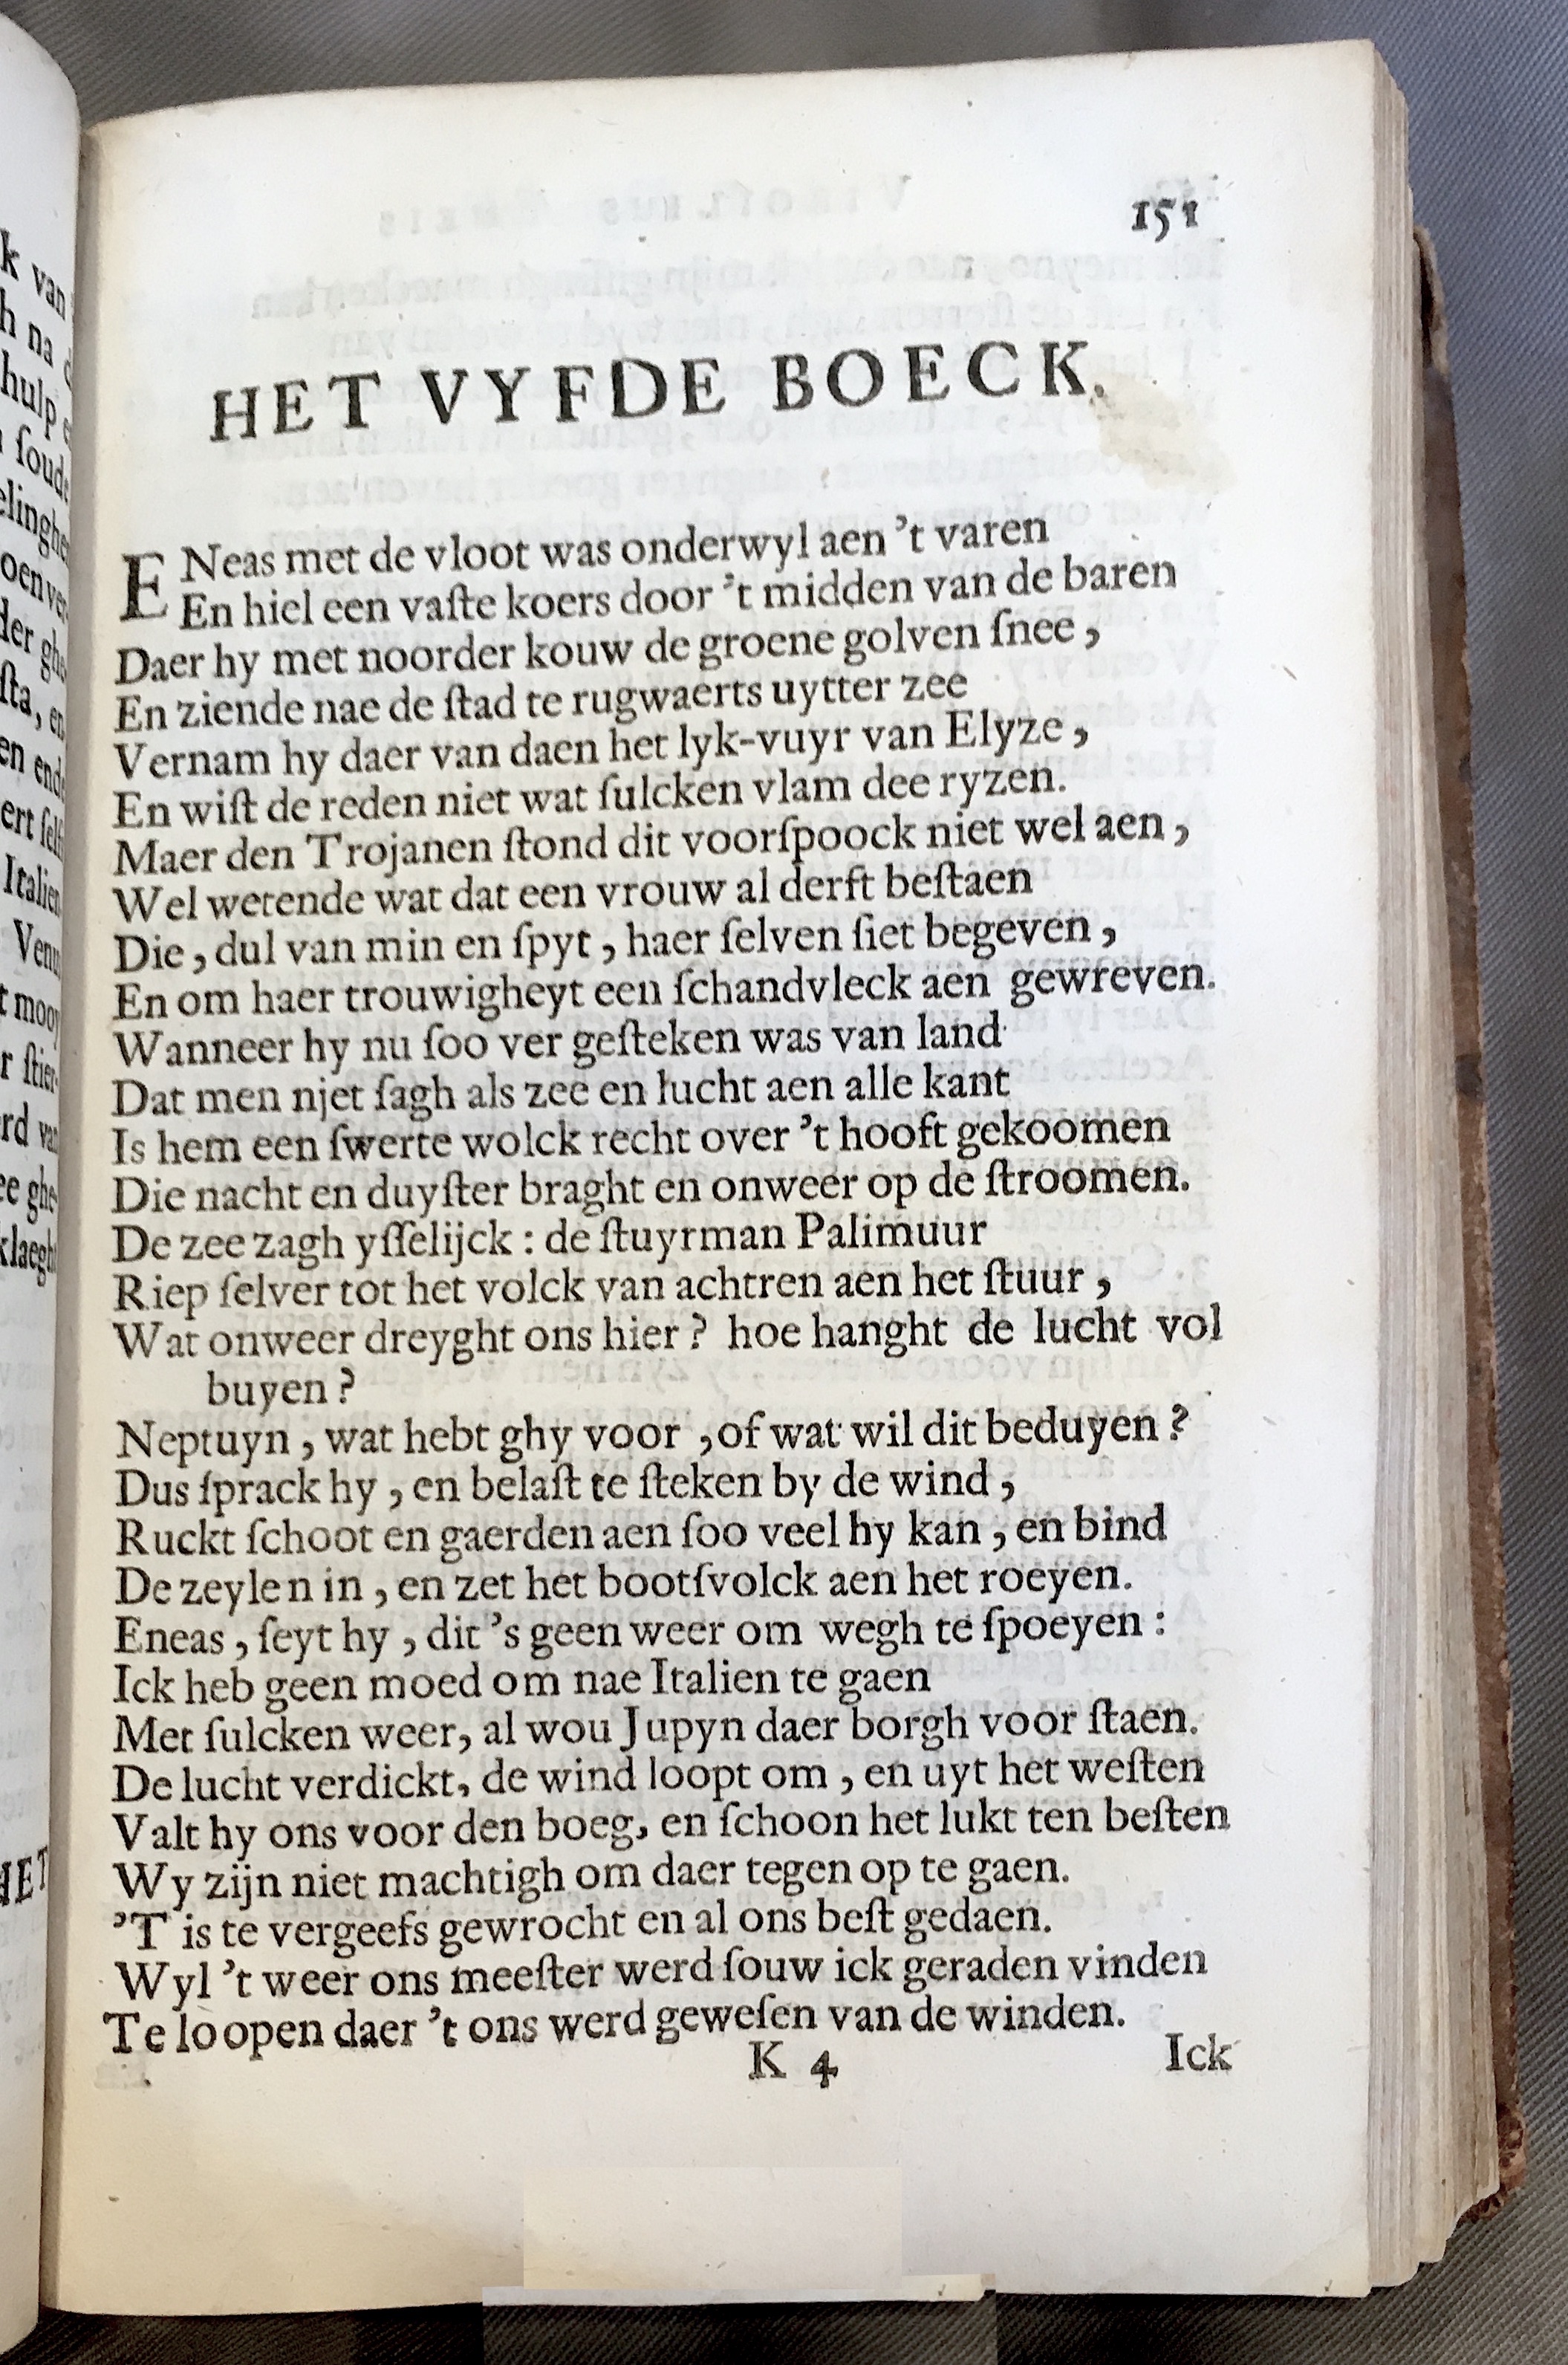 151
HET VYFDE BOECK.
ENeas met de vloot was onderwyl aen 't varen
En hiel een vaſte koers door 't midden van de baren
Daer hy met noorder kouw de groene golven ſnee,
En ziende nae de ſtad te rugwaerts uytter zee
Vernam hy daer van daen het lyk-vuyr van Elyze,
En wiſt de reden niet wat ſulcken vlam dee ryzen.
Maer den Trojanen ſtond dit voorſpoock niet wel aen,
Wel wetende wat dat een vrouw al derft beſtaen
Die, dul van min en ſpyt, haer ſelven ſiet begeven,
En om haer trouwigheyt een ſchandvleck aen gewreven.
Wanneer hy nu ſoo ver geſteken was van land
Dat men njet ſagh als zee en lucht aen alle kant
Is hem een ſwerte wolck recht over 't hooft gekoomen
Die nacht en duyſter braght en onweer op de ſtroomen.
De zee zagh yſſelijck: de ſtuyrman Palimuur
Riep ſelver tot het volck van achtren aen het ſtuur,
Wat onweer dreyght ons hier? hoe hanght de lucht vol
buyen?
Neptuyn, wat hebt ghy voor, of wat wil dit beduyen?
Dus ſprack hy, en belaſt te ſteken by de wind,
Ruckt ſchoot en gaerden aen ſoo veel hy kan, en bind
De zeylen in, en zet het bootſvolck aen het roeyen.
Eneas, ſeyt hy, dit 's geen weer om wegh te ſpoeyen:
Ick heb geen moed om nae Italien te gaen
Met ſulcken weer, al wou Jupyn daer borgh voor ſtaen.
De lucht verdickt, de wind loopt om, en uyt het weſten
Valt hy ons voor den boeg, en ſchoon het lukt ten beſten
Wy zijn niet machtigh om daer tegen op te gaen.
'T is te vergeefs gewrocht en al ons beſt gedaen.
Wyl 't weer ons meeſter werd ſouw ick geraden vinden
Te loopen daer 't ons werd geweſen van de winden.
K 4 Ick